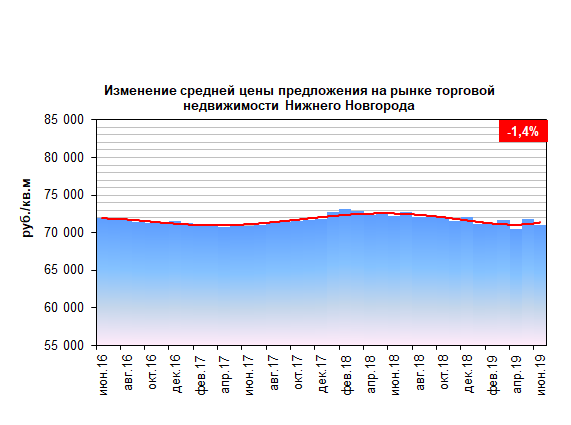 Изменение средней цены предложения на рынке торговой
недвижимости Нижнего Новгорода
-1,4%
руб./кв.м
85 000
80 000
75 000
70 000
65 000
60 000
55 000
июн.16
авг.16
окт.16
дек.16
фев.17
апр.17
июн.17
авг.17
окт.17
дек.17
фев.18
апр.18
июн.18
авг.18
окт.18
дек.18
фев.19
апр.19
июн.19